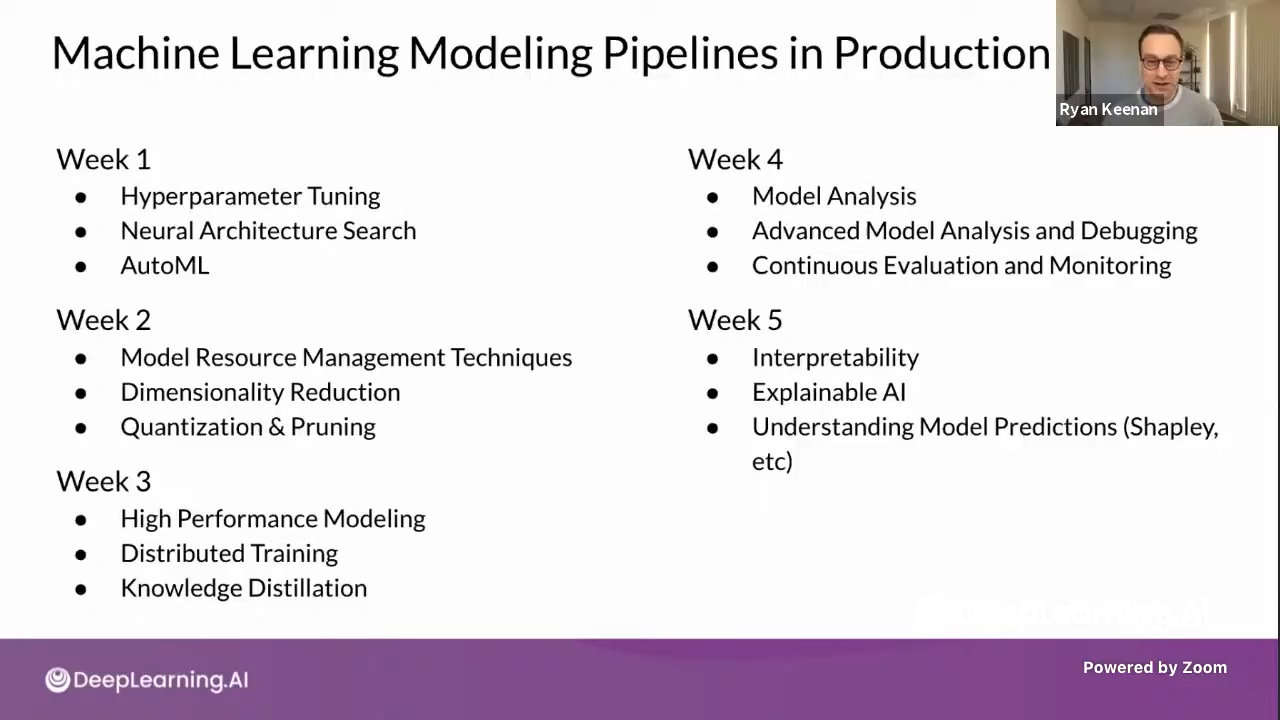 Machine Learning Modeling Pipelines in Production
Ryan Keenan
Week 1
● Hyperparameter Tuning
● Neural Architecture Search
● AutoML
Week 2
● Model Resource Management Techniques
● Dimensionality Reduction
● Quantization & Pruning
Week 3
● High Performance Modeling
● Distributed Training
● Knowledge Distillation
Week 4
● Model Analysis
● Advanced Model Analysis and Debugging
● Continuous Evaluation and Monitoring
Week 5
● Interpretability
● Explainable AI
● Understanding Model Predictions (Shapley,
etc)
DeepLearning.AI
DeepLearning.AI
Powered by Zoom